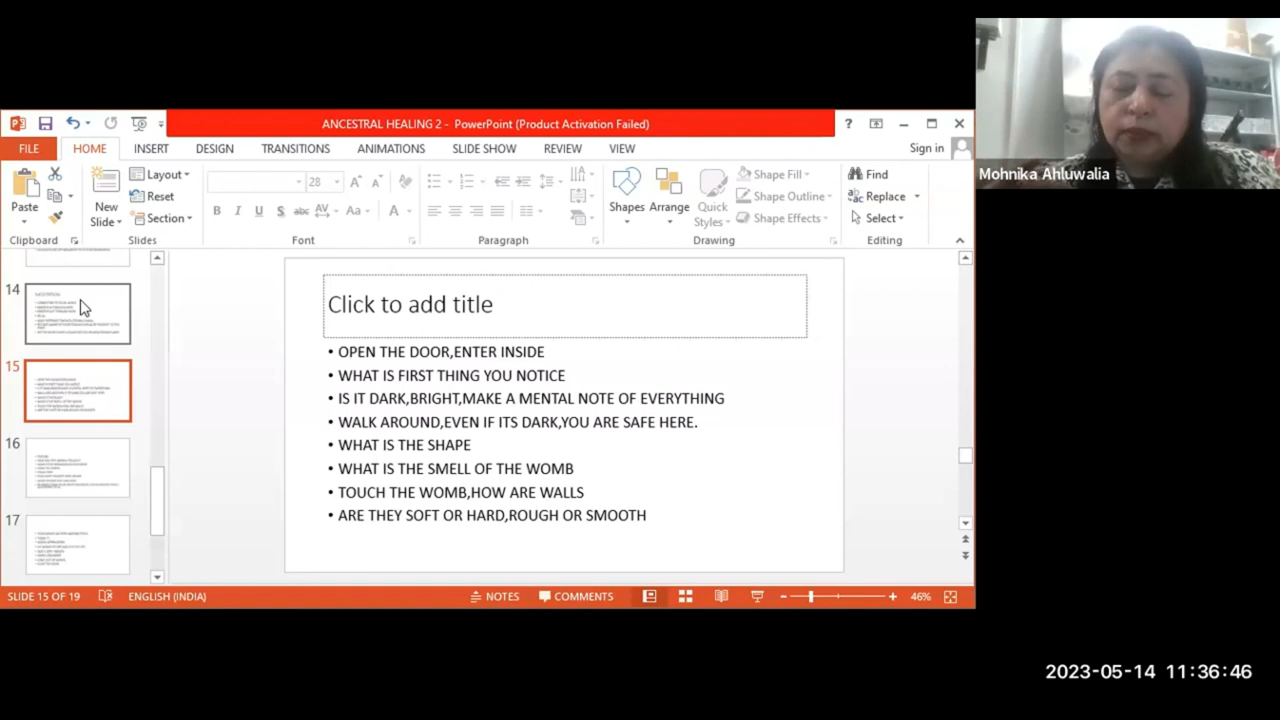 ANCESTRAL HEALING 2 - PowerPoint (Product Activation Failed)
?
FILE HOME INSERT DESIGN TRANSITIONS ANIMATIONS SLIDE SHOW REVIEW VIEW Sign in
Mohnika Ahluwalia
Paste
New Slide
Layout
Reset
Section
28
B I U S abc AV Aa A
Shapes
Arrange
Quick Styles
Shape Fill
Shape Outline
Shape Effects
Find
Replace
Select
Clipboard Slides Font Paragraph Drawing Editing
14
15
16
17
Click to add title
• OPEN THE DOOR,ENTER INSIDE
• WHAT IS FIRST THING YOU NOTICE
• IS IT DARK,BRIGHT,MAKE A MENTAL NOTE OF EVERYTHING
• WALK AROUND,EVEN IF ITS DARK,YOU ARE SAFE HERE.
• WHAT IS THE SHAPE
• WHAT IS THE SMELL OF THE WOMB
• TOUCH THE WOMB,HOW ARE WALLS
• ARE THEY SOFT OR HARD,ROUGH OR SMOOTH
SLIDE 15 OF 19 ENGLISH (INDIA) NOTES COMMENTS 46%
2023-05-14 11:36:46